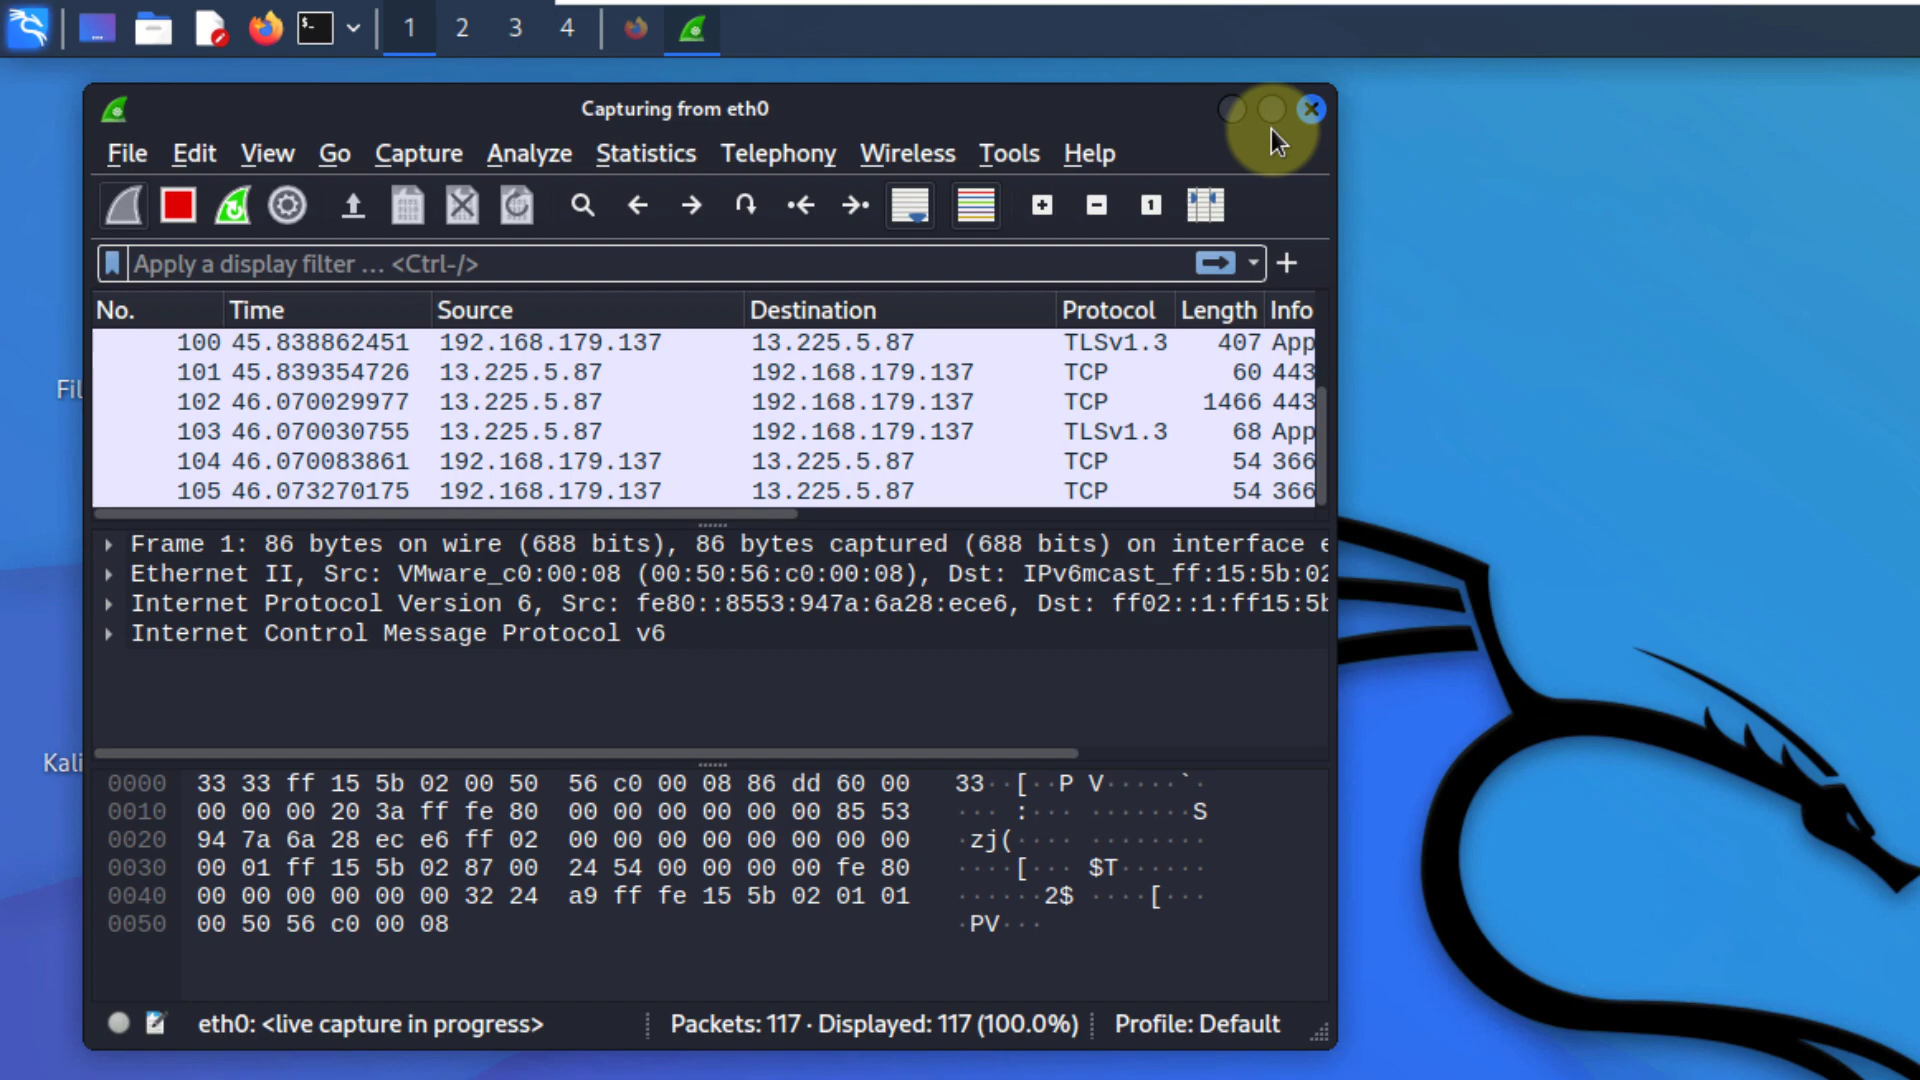 $-
1 2 3 4
Capturing from eth0
File Edit View Go Capture Analyze Statistics Telephony Wireless Tools Help
Apply a display filter … <Ctrl-/>
No. Time Source Destination Protocol Length Info
100 45.838862451 192.168.179.137 13.225.5.87 TLSv1.3 407 App
101 45.839354726 13.225.5.87 192.168.179.137 TCP 60 443
102 46.070029977 13.225.5.87 192.168.179.137 TCP 1466 443
103 46.070030755 13.225.5.87 192.168.179.137 TLSv1.3 68 App
104 46.070083861 192.168.179.137 13.225.5.87 TCP 54 366
105 46.073270175 192.168.179.137 13.225.5.87 TCP 54 366
Fil
Frame 1: 86 bytes on wire (688 bits), 86 bytes captured (688 bits) on interface e
Ethernet II, Src: VMware_c0:00:08 (00:50:56:c0:00:08), Dst: IPv6mcast_ff:15:5b:02
Internet Protocol Version 6, Src: fe80::8553:947a:6a28:ece6, Dst: ff02::1:ff15:5b
Internet Control Message Protocol v6
Kali
0000 33 33 ff 15 5b 02 00 50 56 c0 00 08 86 dd 60 00 33··[··P V·····`·
0010 00 00 00 20 3a ff fe 80 00 00 00 00 00 00 85 53 ··· :··· ·······S
0020 94 7a 6a 28 ec e6 ff 02 00 00 00 00 00 00 00 00 ·zj(···· ········
0030 00 01 ff 15 5b 02 87 00 24 54 00 00 00 00 fe 80 ····[··· $T······
0040 00 00 00 00 00 00 32 24 a9 ff fe 15 5b 02 01 01 ······2$ ····[···
0050 00 50 56 c0 00 08 ·PV···
eth0: <live capture in progress> Packets: 117 · Displayed: 117 (100.0%) Profile: Default